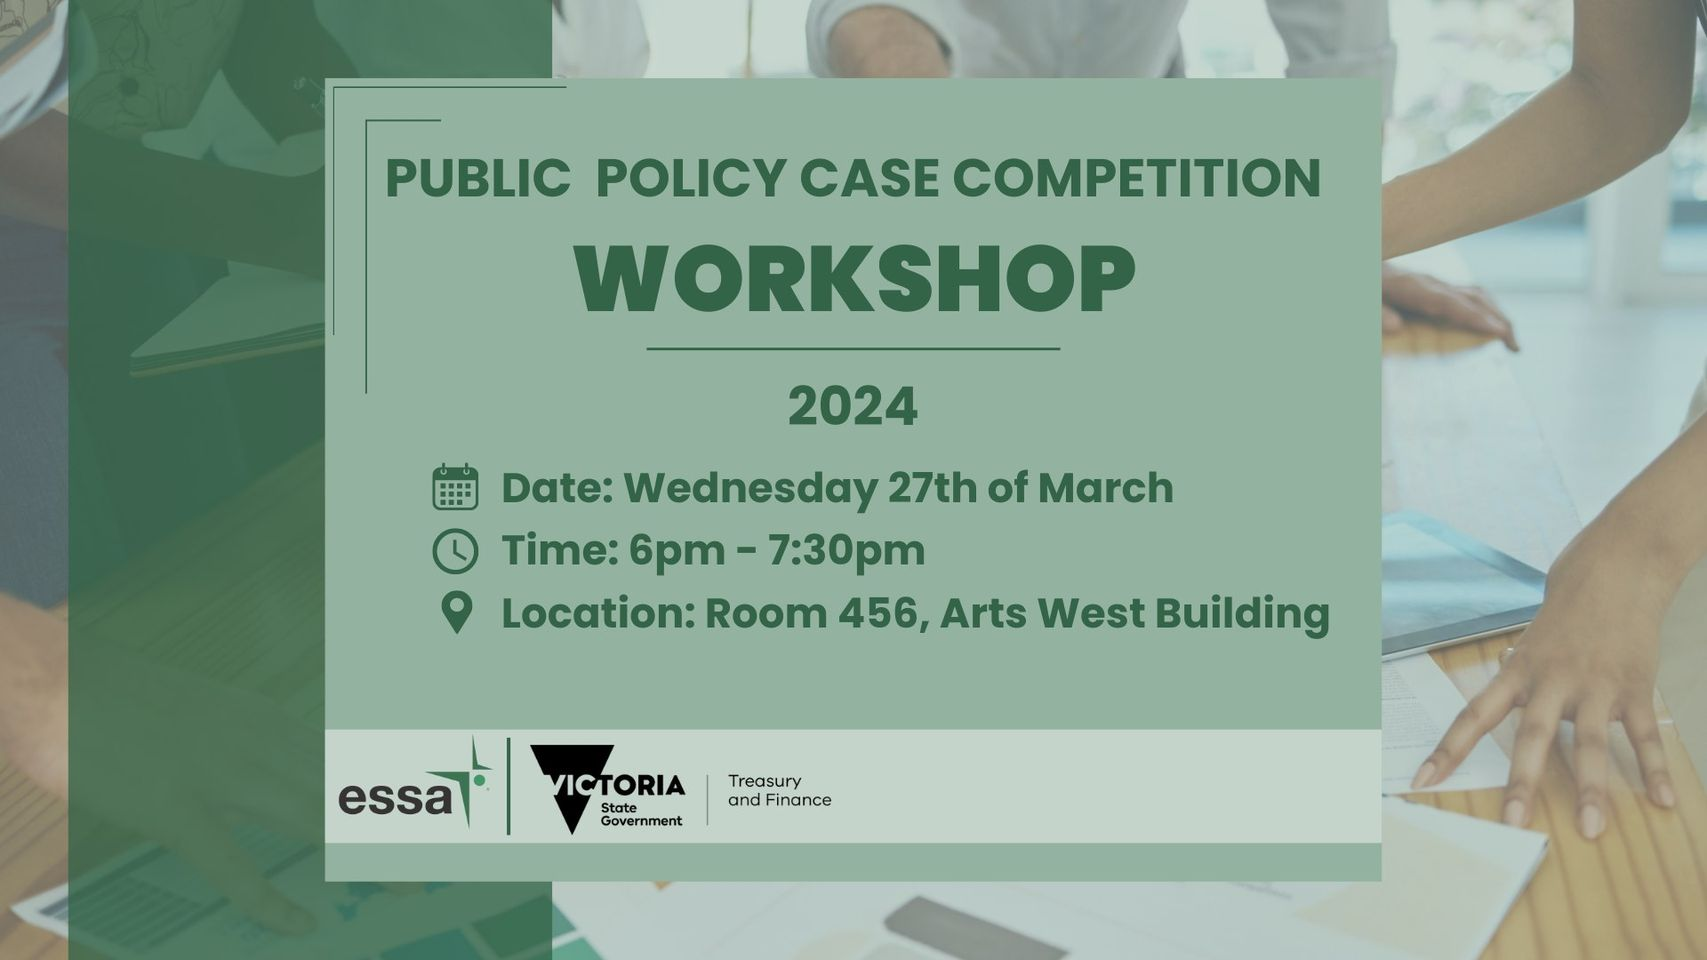 PUBLIC POLICY CASE COMPETITION
WORKSHOP
2024
Date: Wednesday 27th of March
Time: 6pm - 7:30pm
Location: Room 456, Arts West Building
essa
VICTORIA
State
Government
Treasury
and Finance